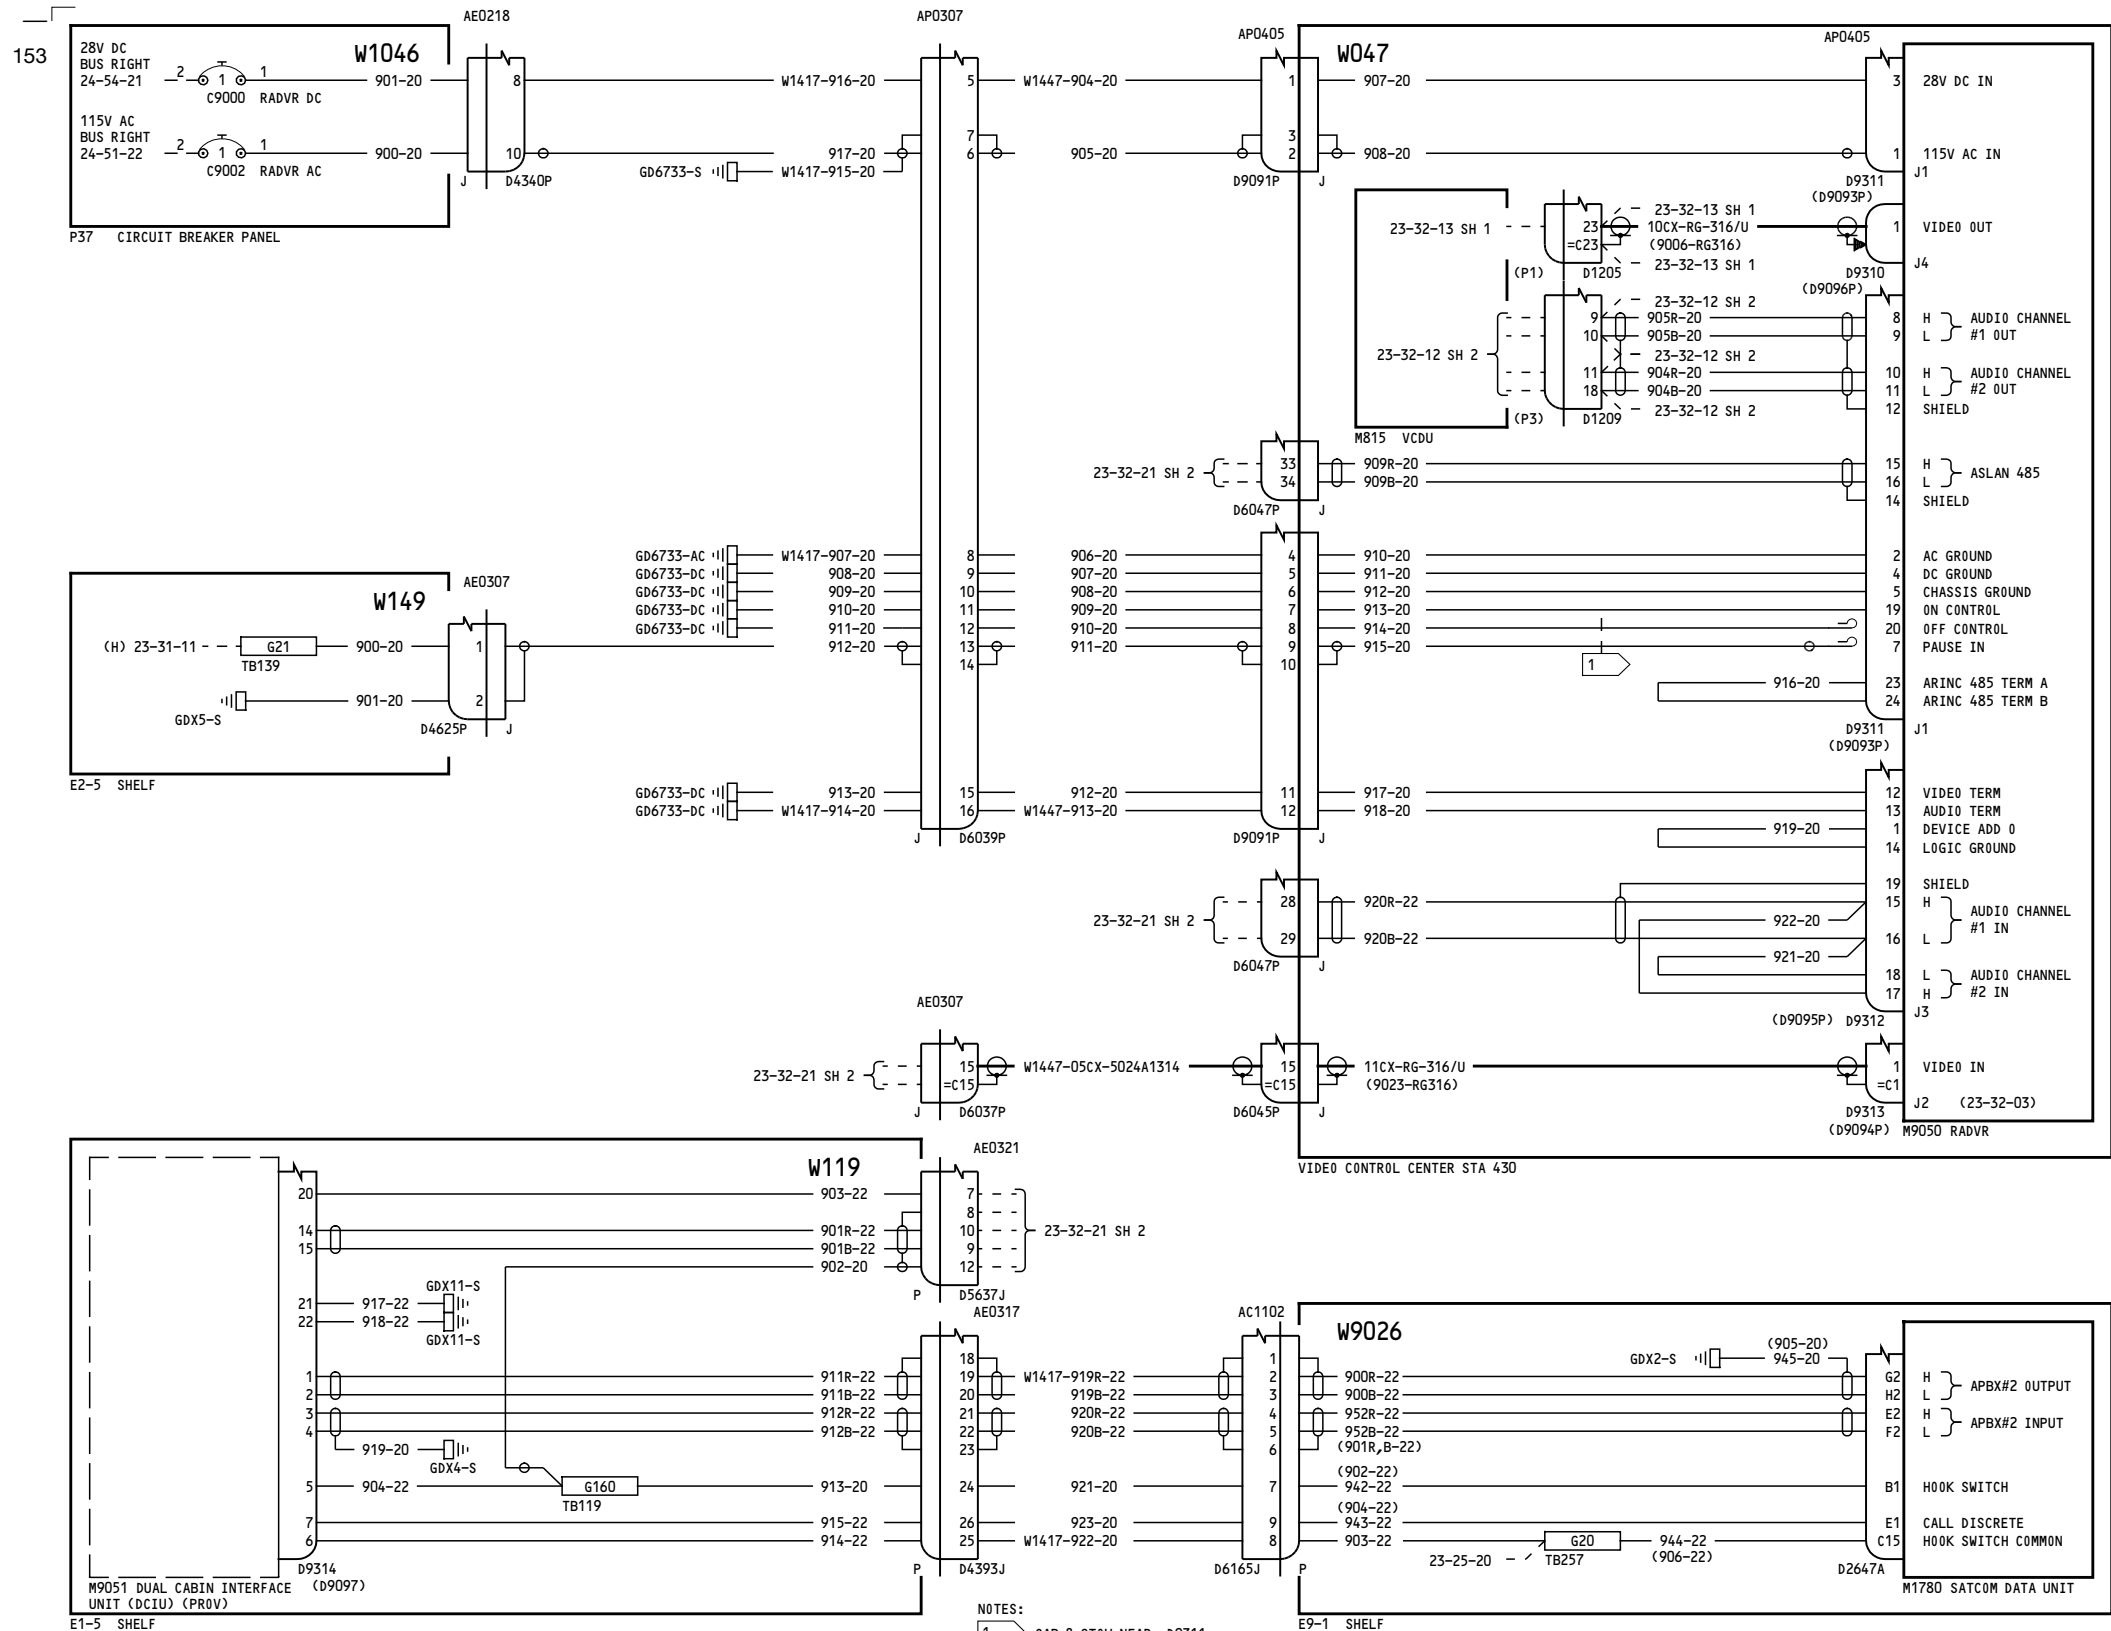 153
AE0218
AP0307
AP0405
AP0405
28V DC
BUS RIGHT
24-54-21
2
1
1
C9000 RADVR DC
W1046
901-20
8
W1417-916-20
5
W1447-904-20
1
W047
907-20
3
28V DC IN
115V AC
BUS RIGHT
24-51-22
2
1
1
C9002 RADVR AC
900-20
10
917-20
7
6
905-20
3
2
908-20
1
115V AC IN
J
D4340P
GD6733-S
W1417-915-20
D9091P
J
D9311
(D9093P)
J1
P37 CIRCUIT BREAKER PANEL
23-32-13 SH 1
23
=C23
23-32-13 SH 1
10CX-RG-316/U
(9006-RG316)
23-32-13 SH 1
(P1)
D1205
1
VIDEO OUT
J4
D9310
(D9096P)
23-32-12 SH 2
9
905R-20
8
H
AUDIO CHANNEL
#1 OUT
10
905B-20
9
L
23-32-12 SH 2
23-32-12 SH 2
11
904R-20
10
H
AUDIO CHANNEL
#2 OUT
18
904B-20
11
L
12
SHIELD
(P3)
D1209
23-32-12 SH 2
M815 VCDU
23-32-21 SH 2
33
909R-20
15
H
ASLAN 485
34
909B-20
16
L
14
SHIELD
D6047P
J
GD6733-AC
W1417-907-20
8
906-20
4
910-20
2
AC GROUND
GD6733-DC
908-20
9
907-20
5
911-20
4
DC GROUND
GD6733-DC
909-20
10
908-20
6
912-20
5
CHASSIS GROUND
GD6733-DC
910-20
11
909-20
7
913-20
19
ON CONTROL
GD6733-DC
911-20
12
910-20
8
914-20
20
OFF CONTROL
912-20
13
911-20
9
915-20
7
PAUSE IN
14
10
1
AE0307
W149
(H) 23-31-11
G21
TB139
900-20
1
GDX5-S
901-20
2
D4625P
J
916-20
23
ARINC 485 TERM A
24
ARINC 485 TERM B
D9311
(D9093P)
J1
E2-5 SHELF
GD6733-DC
913-20
15
912-20
11
917-20
12
VIDEO TERM
GD6733-DC
W1417-914-20
16
W1447-913-20
12
918-20
13
AUDIO TERM
J
D6039P
D9091P
J
919-20
1
DEVICE ADD 0
14
LOGIC GROUND
19
SHIELD
23-32-21 SH 2
28
920R-22
15
H
AUDIO CHANNEL
#1 IN
922-20
29
920B-22
16
L
921-20
D6047P
J
18
L
AUDIO CHANNEL
#2 IN
17
H
(D9095P) D9312
J3
AE0307
23-32-21 SH 2
15
=C15
W1447-05CX-5024A1314
15
=C15
11CX-RG-316/U
(9023-RG316)
1
=C1
VIDEO IN
J
D6037P
D6045P
J
D9313
(D9094P)
J2 (23-32-03)
M9050 RADVR
VIDEO CONTROL CENTER STA 430
AE0321
W119
20
903-22
7
8
14
901R-22
10
23-32-21 SH 2
15
901B-22
9
902-20
12
P
D5637J
GDX11-S
21
917-22
22
918-22
GDX11-S
AE0317
AC1102
W9026
18
1
GDX2-S
(905-20)
945-20
1
911R-22
19
W1417-919R-22
2
900R-22
G2
H
APBX#2 OUTPUT
2
911B-22
20
919B-22
3
900B-22
H2
L
3
912R-22
21
920R-22
4
952R-22
E2
H
APBX#2 INPUT
4
912B-22
22
920B-22
5
952B-22
F2
L
919-20
GDX4-S
23
6
(901R,B-22)
5
904-22
G160
TB119
913-20
24
921-20
7
(902-22)
942-22
B1
HOOK SWITCH
7
915-22
26
923-20
9
(904-22)
943-22
E1
CALL DISCRETE
6
914-22
25
W1417-922-20
8
903-22
23-25-20
G20
TB257
944-22
(906-22)
C15
HOOK SWITCH COMMON
D9314
(D9097)
P
D4393J
D6165J
P
D2647A
M9051 DUAL CABIN INTERFACE
UNIT (DCIU) (PROV)
M1780 SATCOM DATA UNIT
E1-5 SHELF
E9-1 SHELF
NOTES: